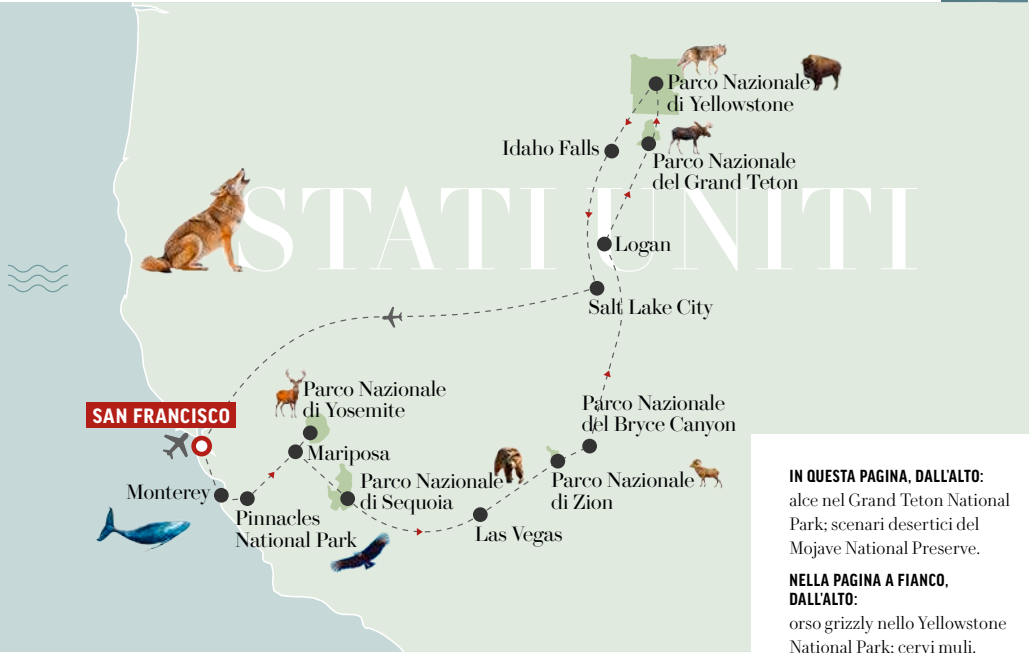 Parco Nazionale
di Yellowstone
Idaho Falls
Parco Nazionale
del Grand Teton
STATI UNITI
Logan
Salt Lake City
Parco Nazionale
di Yosemite
SAN FRANCISCO
Mariposa
Parco Nazionale
del Bryce Canyon
Monterey
Pinnacles
National Park
Parco Nazionale
di Sequoia
Las Vegas
Parco Nazionale
di Zion
IN QUESTA PAGINA, DALL'ALTO:
alce nel Grand Teton National
Park; scenari desertici del
Mojave National Preserve.
NELLA PAGINA A FIANCO,
DALL'ALTO:
orso grizzly nello Yellowstone
National Park; cervi muli.